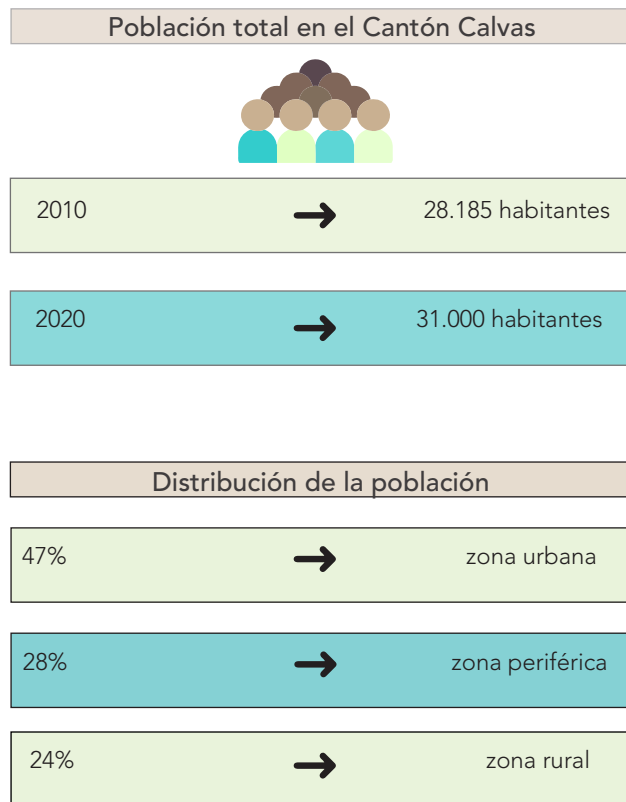 Población total en el Cantón Calvas
2010 → 28.185 habitantes
2020 → 31.000 habitantes
Distribución de la población
47% → zona urbana
28% → zona periférica
24% → zona rural